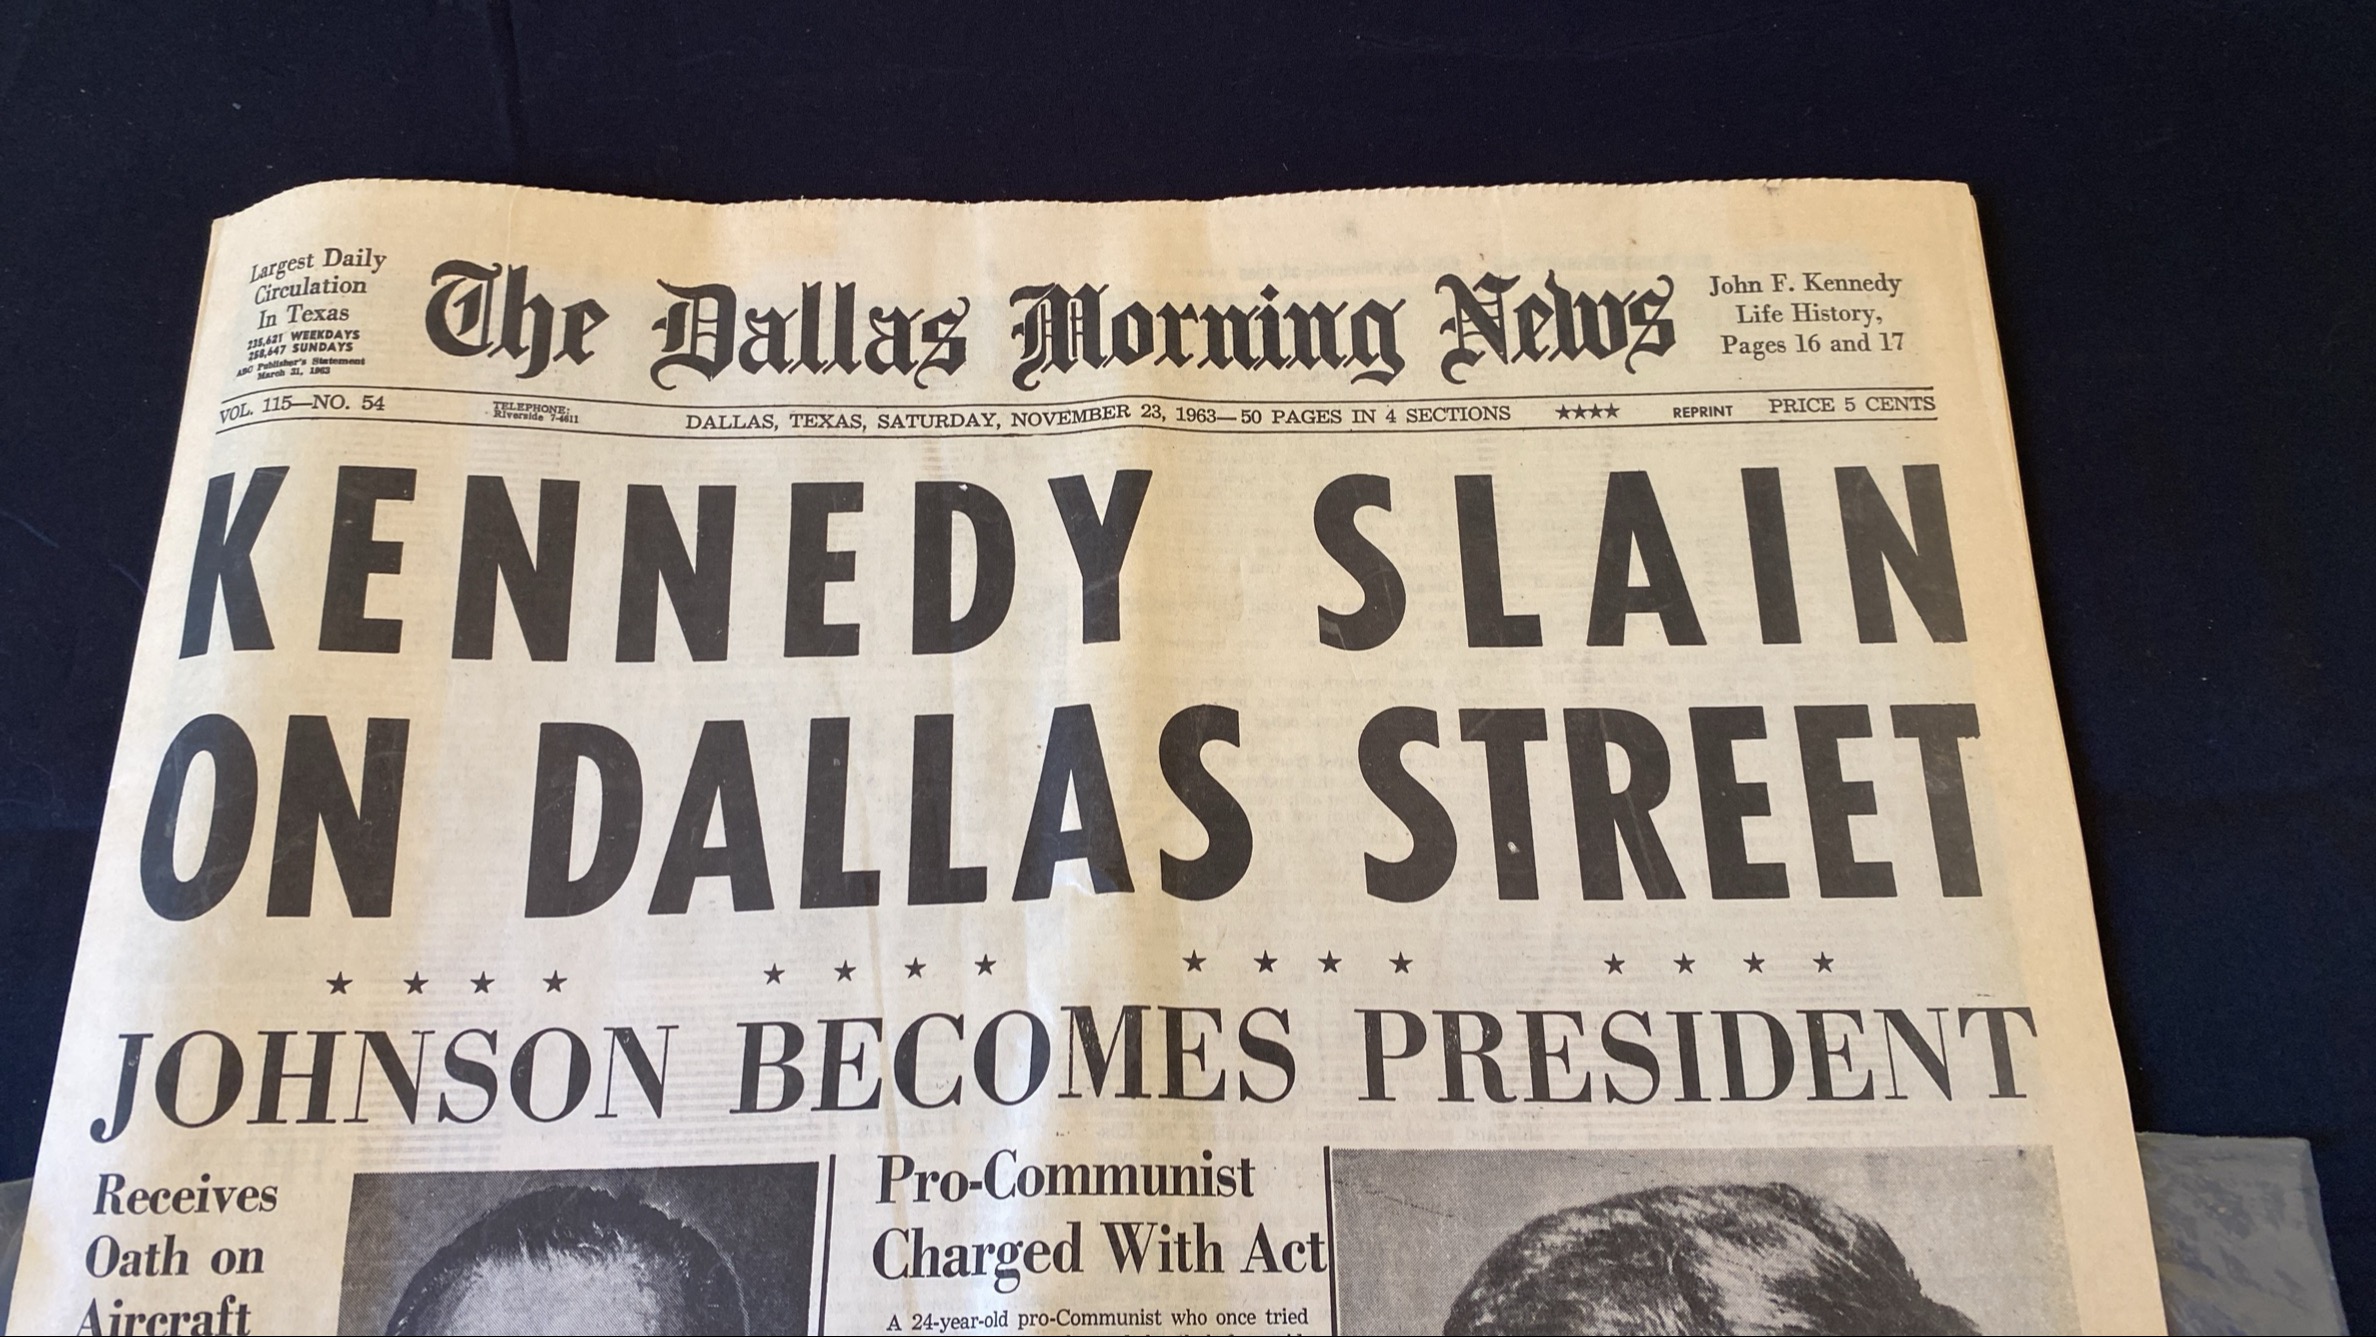 Largest Daily
Circulation
In Texas
235,621 WEEKDAYS
258,647 SUNDAYS
ABC Publisher's Statement
March 31, 1963
The Dallas Morning News
John F. Kennedy
Life History,
Pages 16 and 17
VOL. 115—NO. 54
TELEPHONE:
RIverside 7-4611
DALLAS, TEXAS, SATURDAY, NOVEMBER 23, 1963—50 PAGES IN 4 SECTIONS
★★★★
REPRINT
PRICE 5 CENTS
KENNEDY SLAIN
ON DALLAS STREET
★ ★ ★ ★ ★ ★ ★ ★ ★ ★ ★ ★ ★ ★ ★ ★
JOHNSON BECOMES PRESIDENT
Receives
Oath on
Aircraft
Pro-Communist
Charged With Act
A 24-year-old pro-Communist who once tried